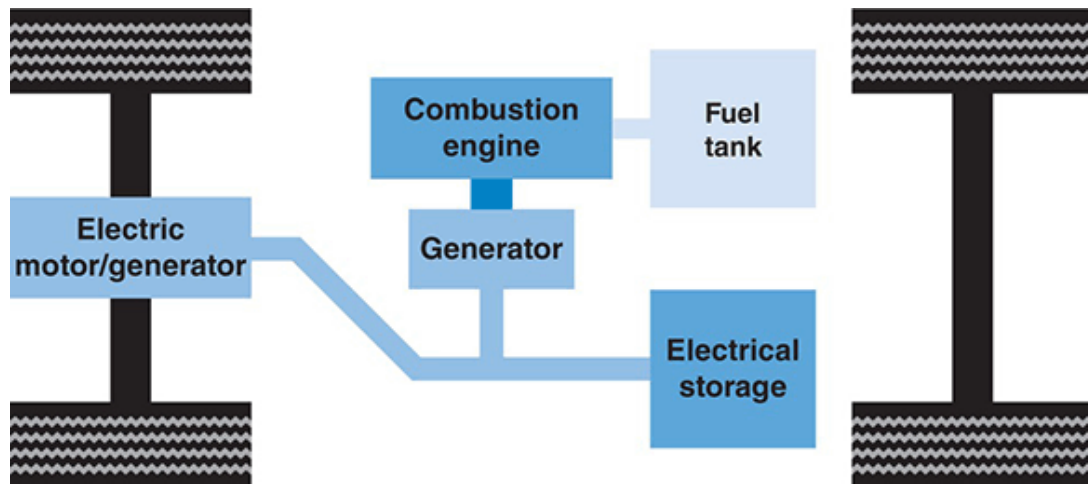 Combustion
engine
Fuel
tank
Electric
motor/generator
Generator
Electrical
storage